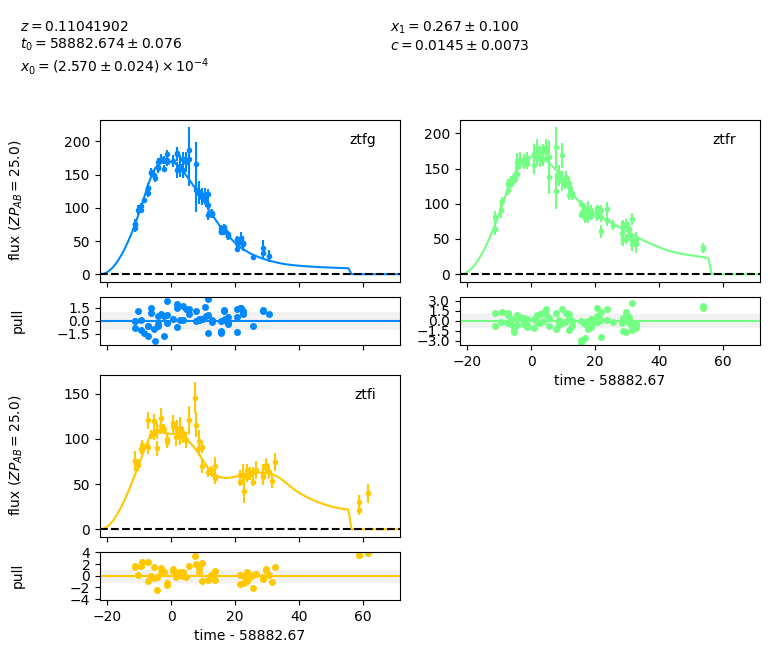 z = 0.11041902
t₀ = 58882.674 ± 0.076
x₀ = (2.570 ± 0.024) × 10⁻⁴
x₁ = 0.267 ± 0.100
c = 0.0145 ± 0.0073
ztfg
flux (ZP_AB = 25.0)
200
150
100
50
0
pull
1.5
0.0
−1.5
ztfr
200
150
100
50
0
3.0
1.5
0.0
−1.5
−3.0
−20 0 20 40 60
time - 58882.67
ztfi
flux (ZP_AB = 25.0)
150
100
50
0
pull
4
2
0
−2
−4
−20 0 20 40 60
time - 58882.67